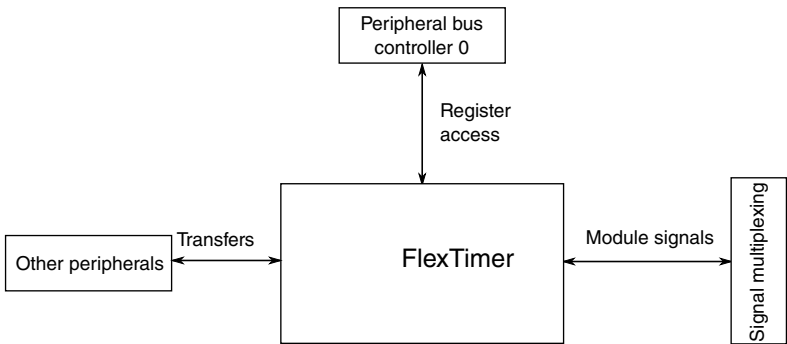 Peripheral bus
controller 0
Register
access
Transfers
Other peripherals
FlexTimer
Module signals
Signal multiplexing